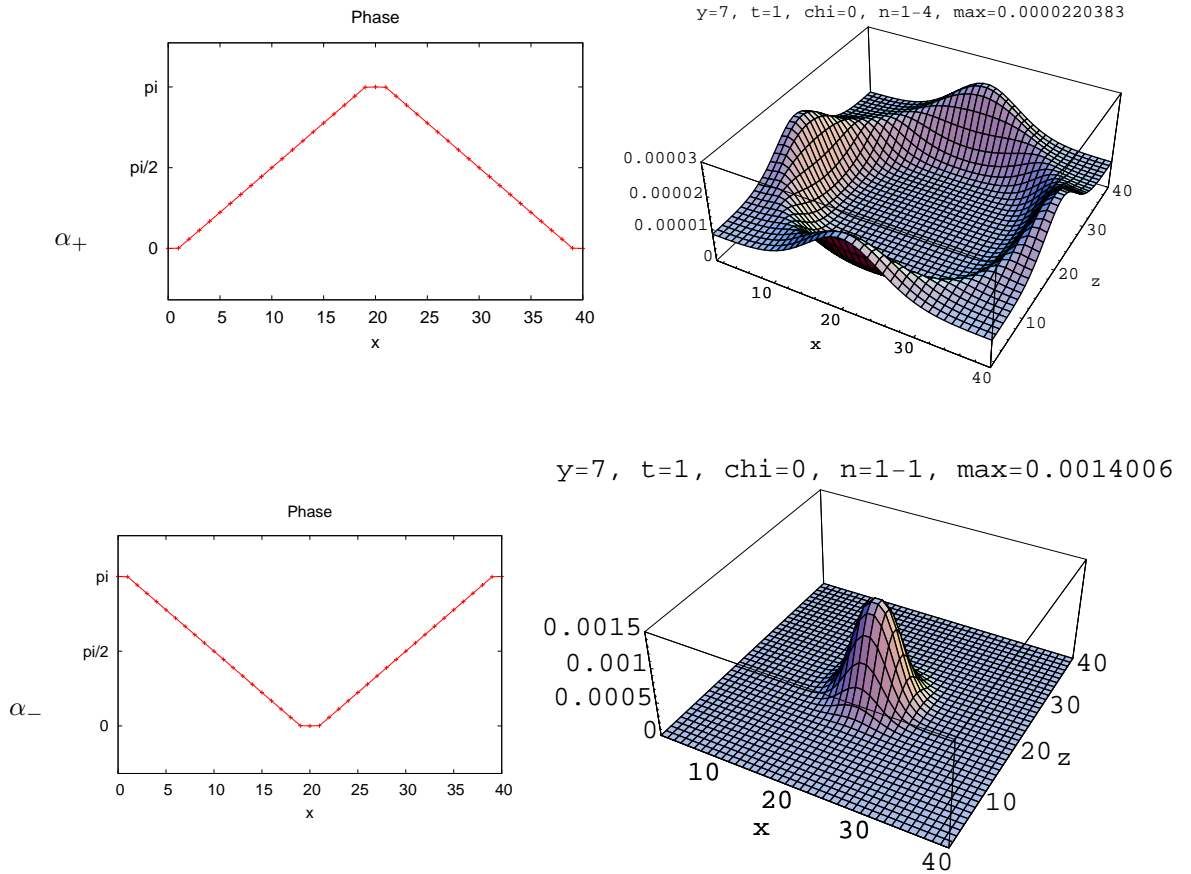 Phase
pi
pi/2
0
α+
0 5 10 15 20 25 30 35 40
x
y=7, t=1, chi=0, n=1-4, max=0.0000220383
0.00003
0.00002
0.00001
0
10
20
30
40
x
10
20
30
40
z
Phase
pi
pi/2
0
α−
0 5 10 15 20 25 30 35 40
x
y=7, t=1, chi=0, n=1-1, max=0.0014006
0.0015
0.001
0.0005
0
10
20
30
40
x
10
20
30
40
z